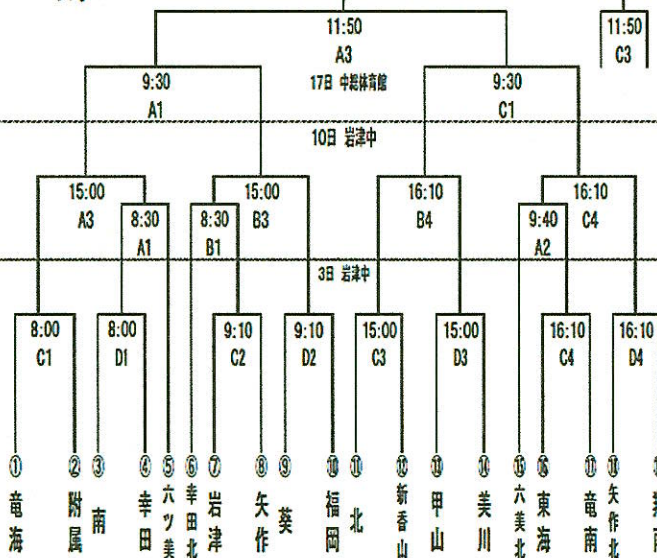 11:50
A3
11:50
C3
9:30
A1
17日 中総体育館
9:30
C1
10日 岩津中
15:00
A3
8:30
A1
8:30
B1
15:00
B3
16:10
B4
9:40
A2
16:10
C4
3日 岩津中
8:00
C1
8:00
D1
9:10
C2
9:10
D2
15:00
C3
15:00
D3
16:10
C4
16:10
D4
① 竜海
② 附属
③ 南
④ 幸田
⑤ 六ツ美
⑥ 幸田北
⑦ 岩津
⑧ 矢作
⑨ 葵
⑩ 福岡
⑪ 北
⑫ 新香山
⑬ 甲山
⑭ 美川
⑮ 六美北
⑯ 東海
⑰ 竜南
⑱ 矢作北